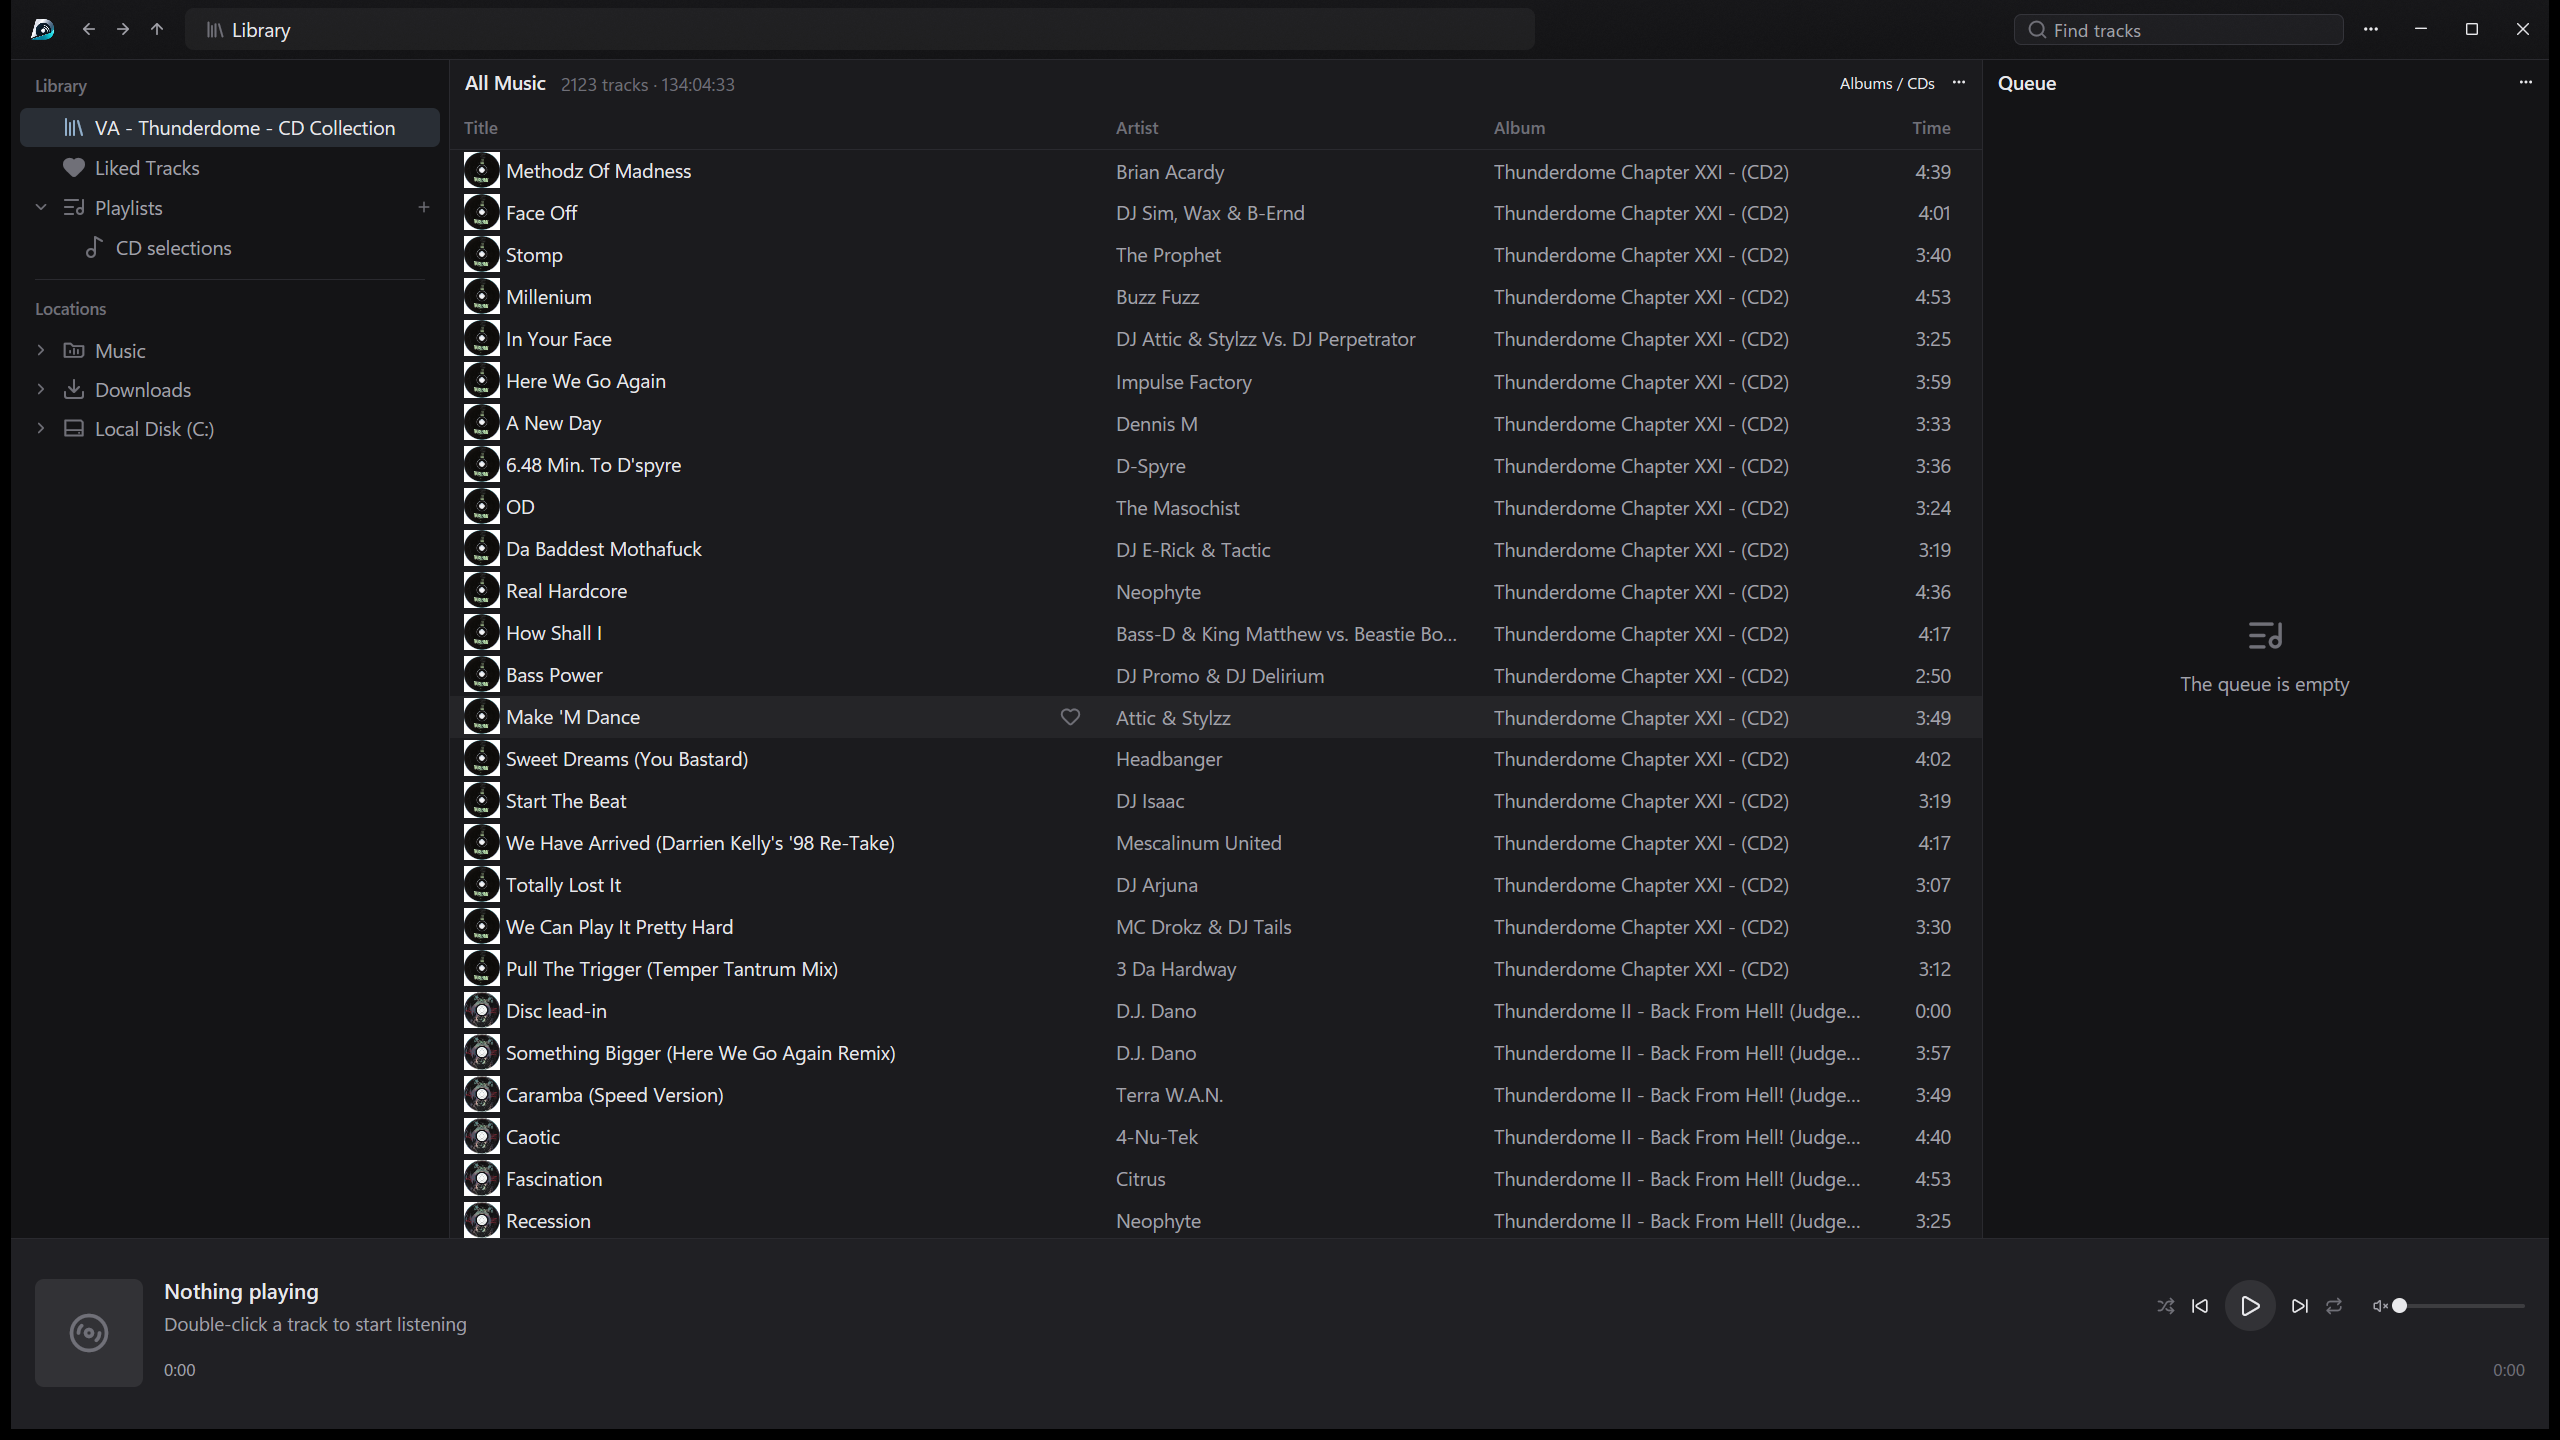 Library
Find tracks
Library
VA - Thunderdome - CD Collection
Liked Tracks
Playlists
CD selections
Locations
Music
Downloads
Local Disk (C:)
All Music 2123 tracks · 134:04:33 Albums / CDs
Title Artist Album Time
Methodz Of Madness Brian Acardy Thunderdome Chapter XXI - (CD2) 4:39
Face Off DJ Sim, Wax & B-Ernd Thunderdome Chapter XXI - (CD2) 4:01
Stomp The Prophet Thunderdome Chapter XXI - (CD2) 3:40
Millenium Buzz Fuzz Thunderdome Chapter XXI - (CD2) 4:53
In Your Face DJ Attic & Stylzz Vs. DJ Perpetrator Thunderdome Chapter XXI - (CD2) 3:25
Here We Go Again Impulse Factory Thunderdome Chapter XXI - (CD2) 3:59
A New Day Dennis M Thunderdome Chapter XXI - (CD2) 3:33
6.48 Min. To D'spyre D-Spyre Thunderdome Chapter XXI - (CD2) 3:36
OD The Masochist Thunderdome Chapter XXI - (CD2) 3:24
Da Baddest Mothafuck DJ E-Rick & Tactic Thunderdome Chapter XXI - (CD2) 3:19
Real Hardcore Neophyte Thunderdome Chapter XXI - (CD2) 4:36
How Shall I Bass-D & King Matthew vs. Beastie Bo... Thunderdome Chapter XXI - (CD2) 4:17
Bass Power DJ Promo & DJ Delirium Thunderdome Chapter XXI - (CD2) 2:50
Make 'M Dance Attic & Stylzz Thunderdome Chapter XXI - (CD2) 3:49
Sweet Dreams (You Bastard) Headbanger Thunderdome Chapter XXI - (CD2) 4:02
Start The Beat DJ Isaac Thunderdome Chapter XXI - (CD2) 3:19
We Have Arrived (Darrien Kelly's '98 Re-Take) Mescalinum United Thunderdome Chapter XXI - (CD2) 4:17
Totally Lost It DJ Arjuna Thunderdome Chapter XXI - (CD2) 3:07
We Can Play It Pretty Hard MC Drokz & DJ Tails Thunderdome Chapter XXI - (CD2) 3:30
Pull The Trigger (Temper Tantrum Mix) 3 Da Hardway Thunderdome Chapter XXI - (CD2) 3:12
Disc lead-in D.J. Dano Thunderdome II - Back From Hell! (Judge... 0:00
Something Bigger (Here We Go Again Remix) D.J. Dano Thunderdome II - Back From Hell! (Judge... 3:57
Caramba (Speed Version) Terra W.A.N. Thunderdome II - Back From Hell! (Judge... 3:49
Caotic 4-Nu-Tek Thunderdome II - Back From Hell! (Judge... 4:40
Fascination Citrus Thunderdome II - Back From Hell! (Judge... 4:53
Recession Neophyte Thunderdome II - Back From Hell! (Judge... 3:25
Queue
The queue is empty
Nothing playing
Double-click a track to start listening
0:00
0:00